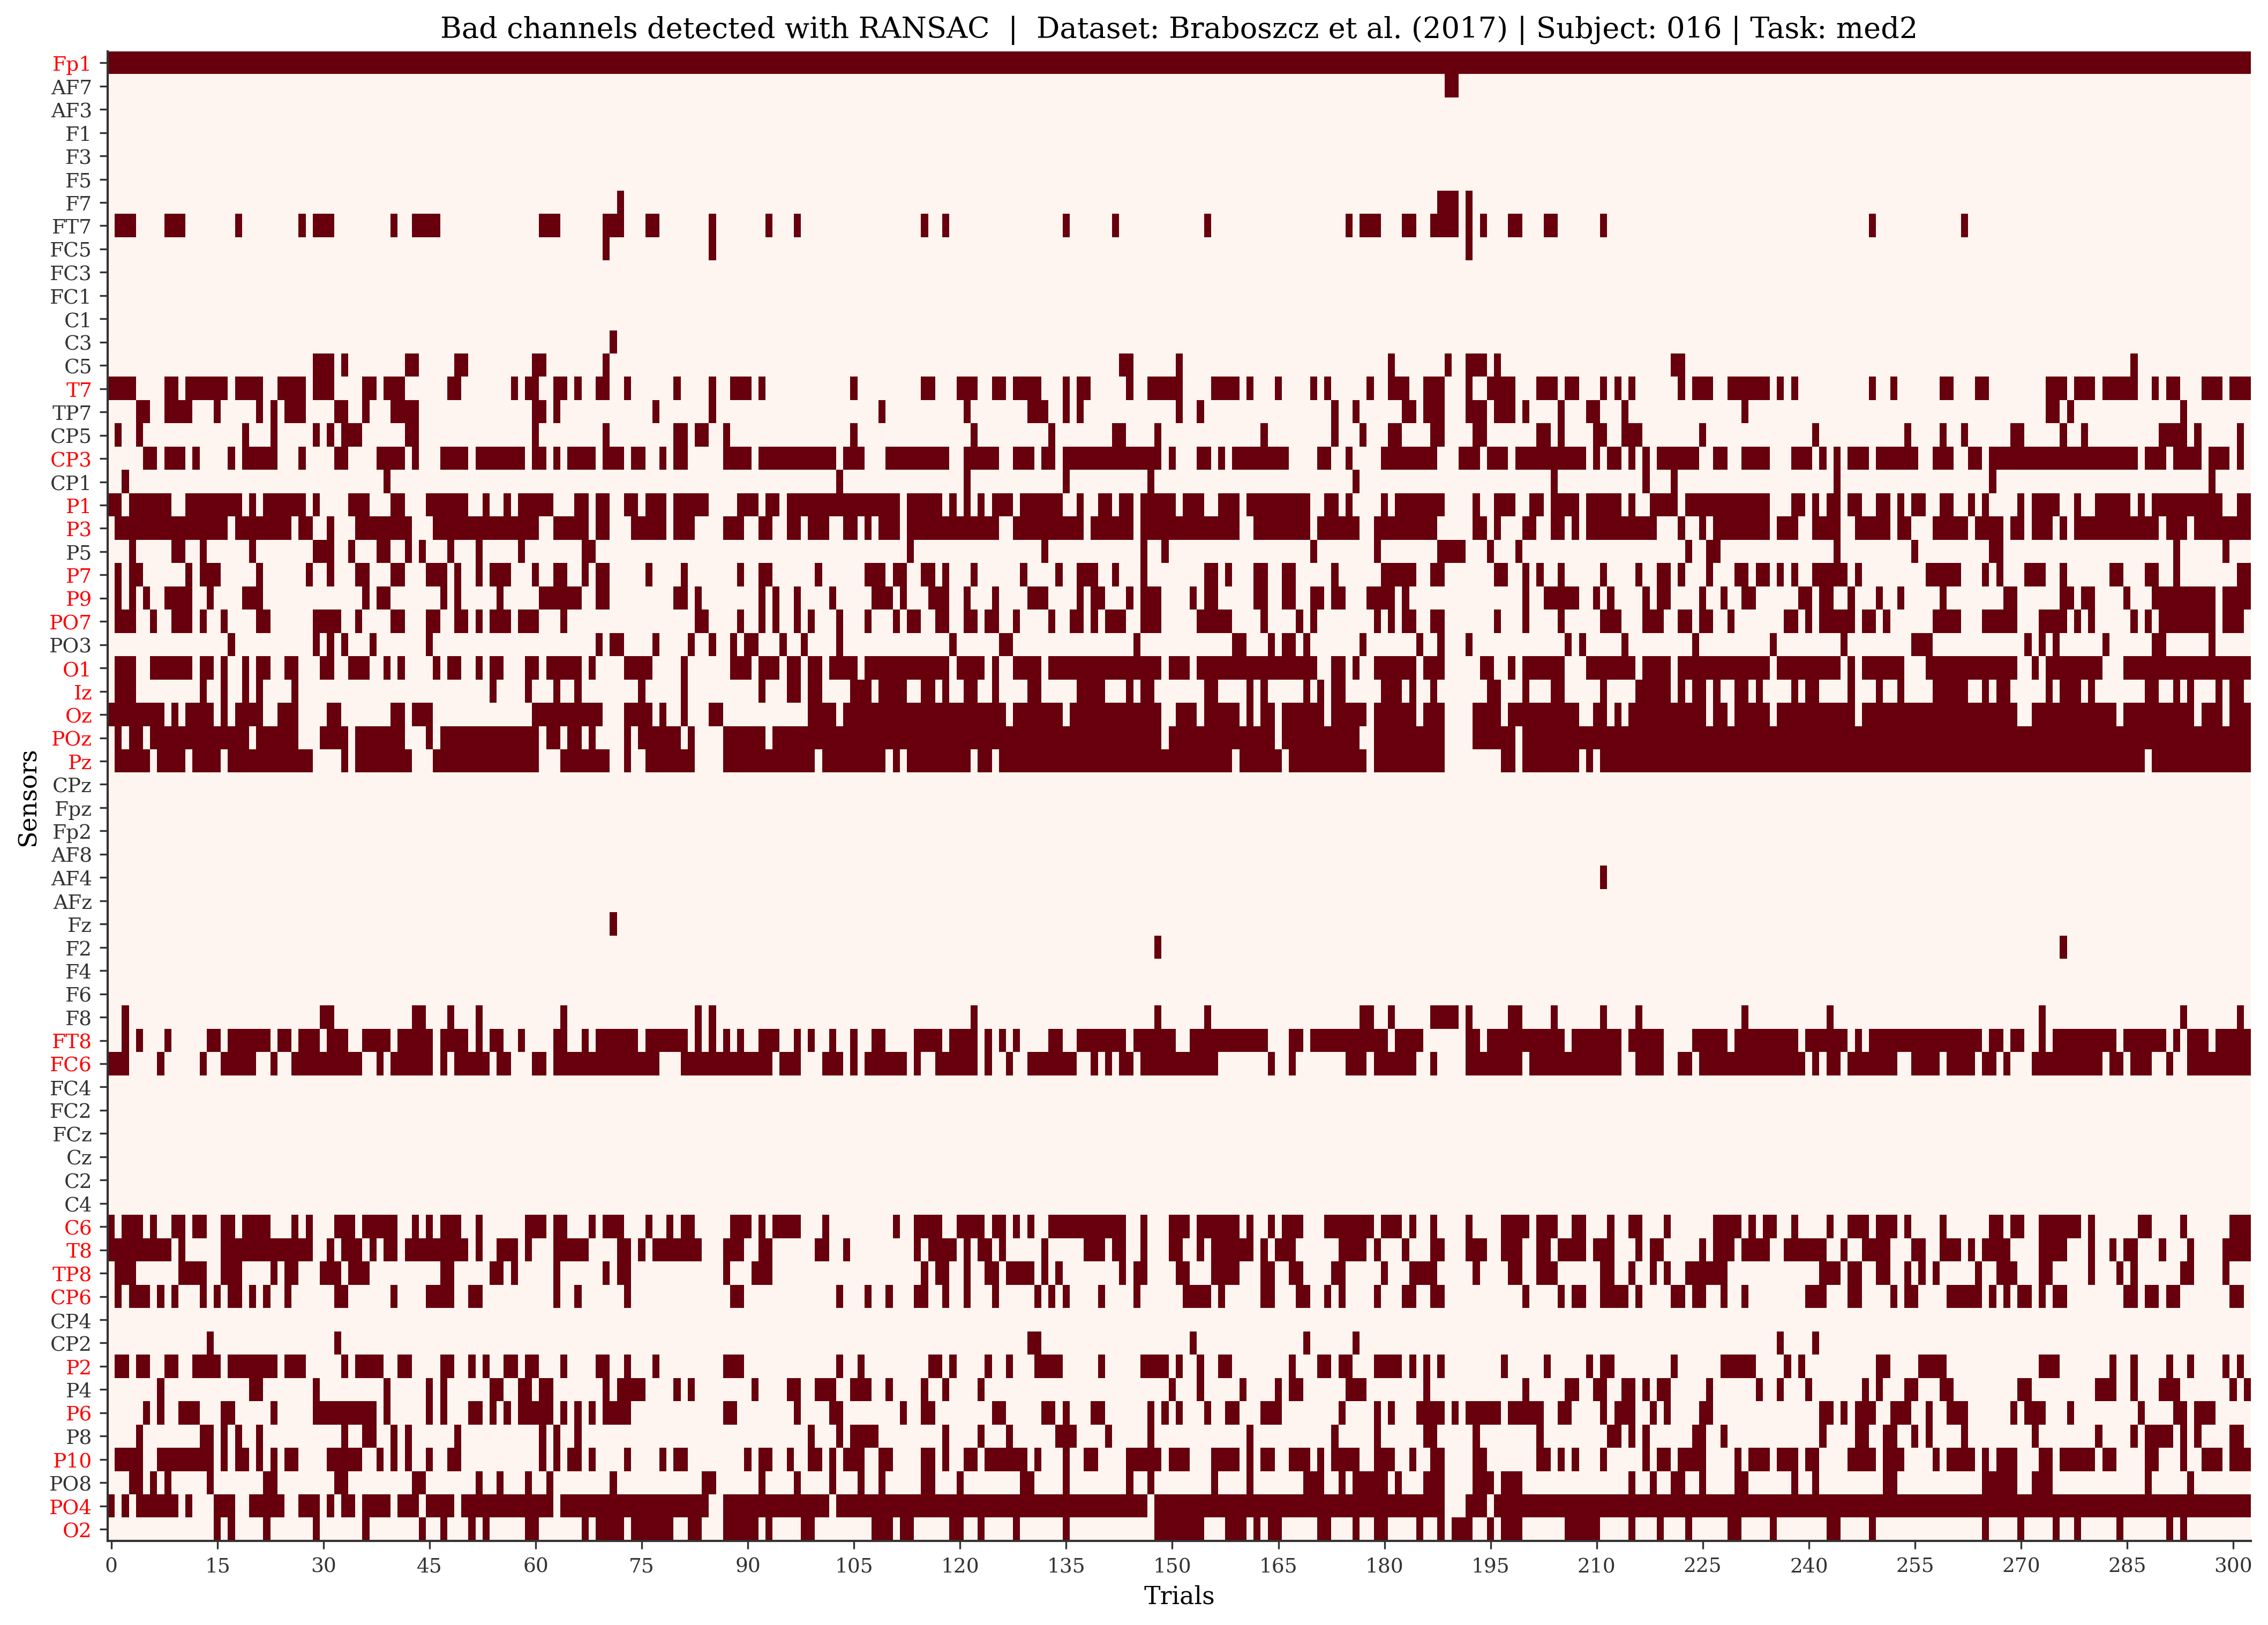 Bad channels detected with RANSAC | Dataset: Braboszcz et al. (2017) | Subject: 016 | Task: med2
Sensors
Fp1
AF7
AF3
F1
F3
F5
F7
FT7
FC5
FC3
FC1
C1
C3
C5
T7
TP7
CP5
CP3
CP1
P1
P3
P5
P7
P9
PO7
PO3
O1
Iz
Oz
POz
Pz
CPz
Fpz
Fp2
AF8
AF4
AFz
Fz
F2
F4
F6
F8
FT8
FC6
FC4
FC2
FCz
Cz
C2
C4
C6
T8
TP8
CP6
CP4
CP2
P2
P4
P6
P8
P10
PO8
PO4
O2
0 15 30 45 60 75 90 105 120 135 150 165 180 195 210 225 240 255 270 285 300
Trials